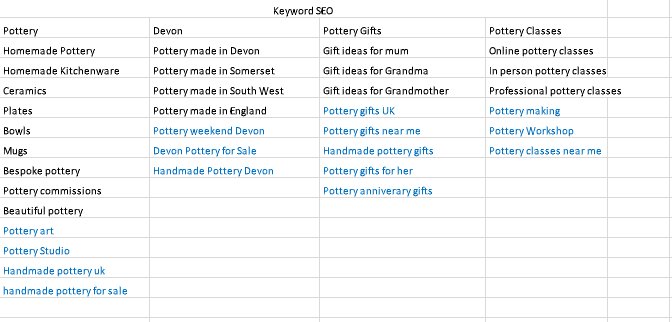 Keyword SEO
Pottery Devon Pottery Gifts Pottery Classes
Homemade Pottery Pottery made in Devon Gift ideas for mum Online pottery classes
Homemade Kitchenware Pottery made in Somerset Gift ideas for Grandma In person pottery classes
Ceramics Pottery made in South West Gift ideas for Grandmother Professional pottery classes
Plates Pottery made in England Pottery gifts UK Pottery making
Bowls Pottery weekend Devon Pottery gifts near me Pottery Workshop
Mugs Devon Pottery for Sale Handmade pottery gifts Pottery classes near me
Bespoke pottery Handmade Pottery Devon Pottery gifts for her
Pottery commissions Pottery anniverary gifts
Beautiful pottery
Pottery art
Pottery Studio
Handmade pottery uk
handmade pottery for sale